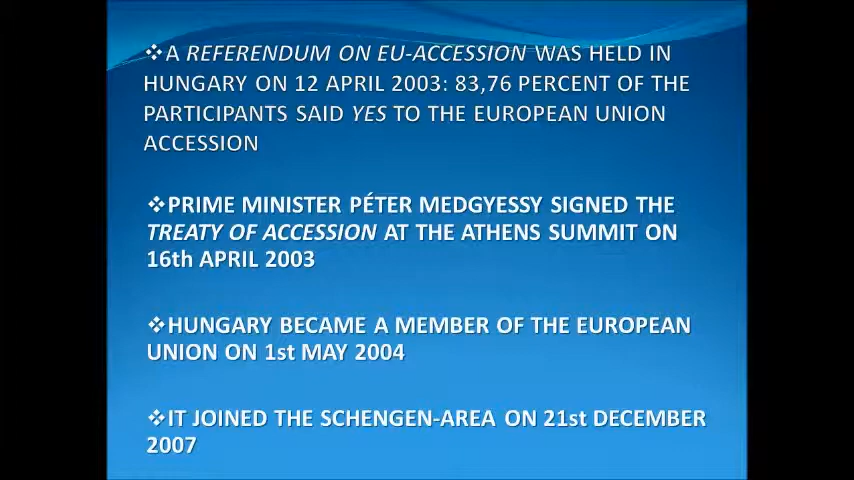 ❖A REFERENDUM ON EU-ACCESSION WAS HELD IN
HUNGARY ON 12 APRIL 2003: 83,76 PERCENT OF THE
PARTICIPANTS SAID YES TO THE EUROPEAN UNION
ACCESSION
❖PRIME MINISTER PÉTER MEDGYESSY SIGNED THE
TREATY OF ACCESSION AT THE ATHENS SUMMIT ON
16th APRIL 2003
❖HUNGARY BECAME A MEMBER OF THE EUROPEAN
UNION ON 1st MAY 2004
❖IT JOINED THE SCHENGEN-AREA ON 21st DECEMBER
2007